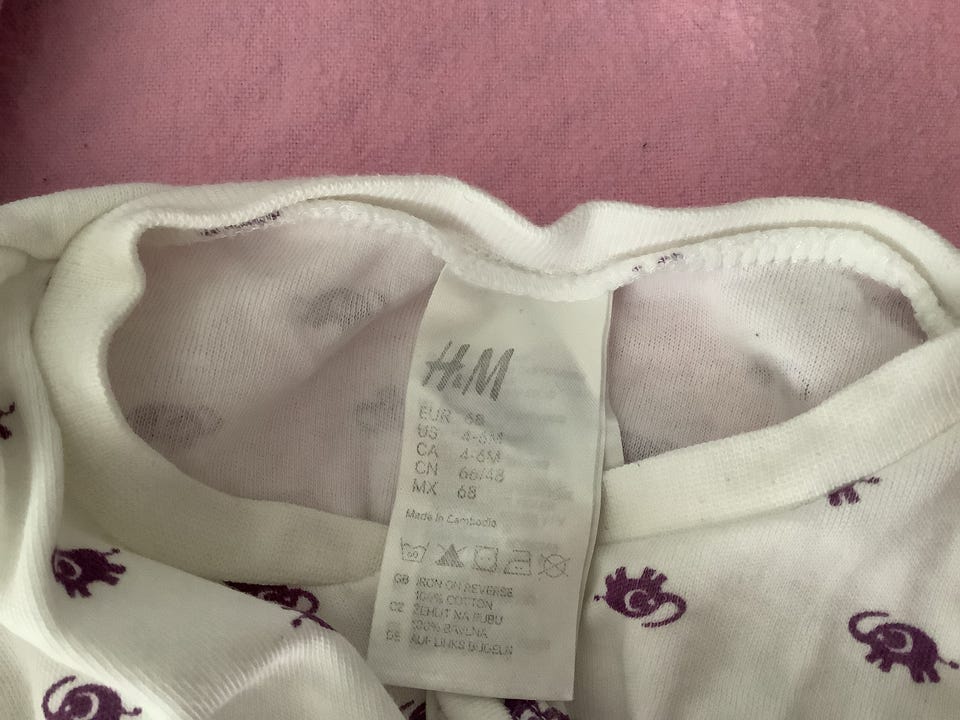 H&M
EUR 68
US 4-6M
CA 4-6M
CN 66/48
MX 68
Made in Cambodia
60
GB IRON ON REVERSE
100% COTTON
CZ ŽEHLIT NA RUBU
100% BAVLNA
DE AUF LINKS BÜGELN